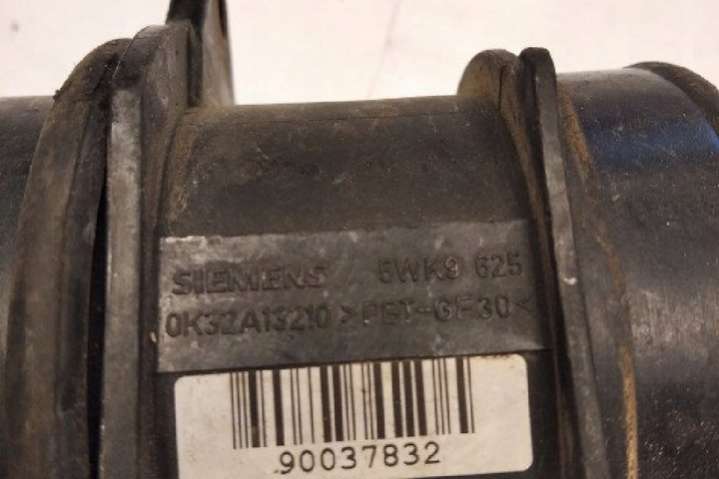 SIEMENS 5WK9 625
0K32A13210 >PBT-GF30<
90037832